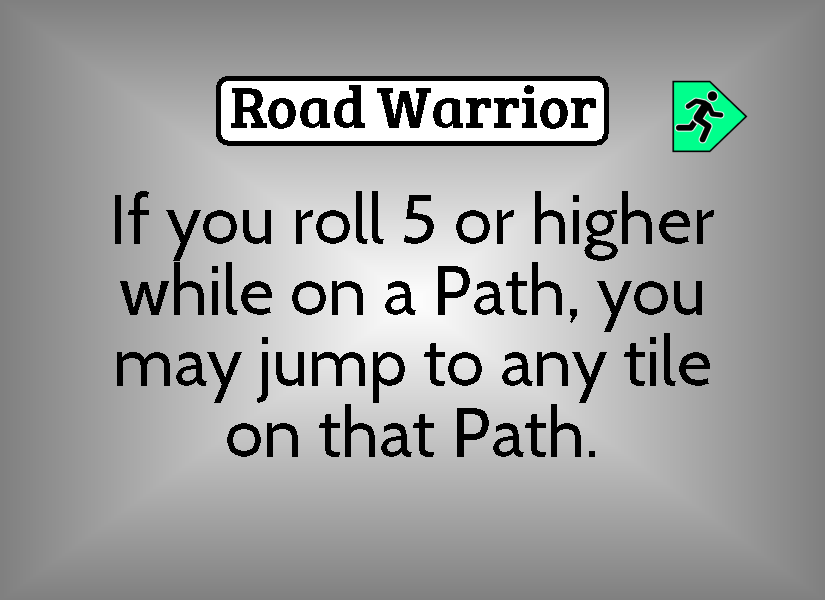 Road Warrior
If you roll 5 or higher
while on a Path, you
may jump to any tile
on that Path.